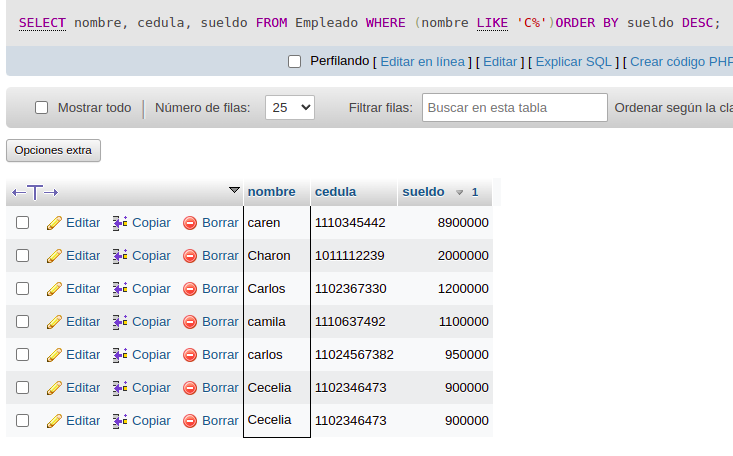 SELECT nombre, cedula, sueldo FROM Empleado WHERE (nombre LIKE 'C%')ORDER BY sueldo DESC;
Perfilando [ Editar en línea ] [ Editar ] [ Explicar SQL ] [ Crear código PHP
Mostrar todo | Número de filas: 25 Filtrar filas: Buscar en esta tabla Ordenar según la cla
Opciones extra
←T→ nombre cedula sueldo 1
Editar Copiar Borrar caren 1110345442 8900000
Editar Copiar Borrar Charon 1011112239 2000000
Editar Copiar Borrar Carlos 1102367330 1200000
Editar Copiar Borrar camila 1110637492 1100000
Editar Copiar Borrar carlos 11024567382 950000
Editar Copiar Borrar Cecelia 1102346473 900000
Editar Copiar Borrar Cecelia 1102346473 900000